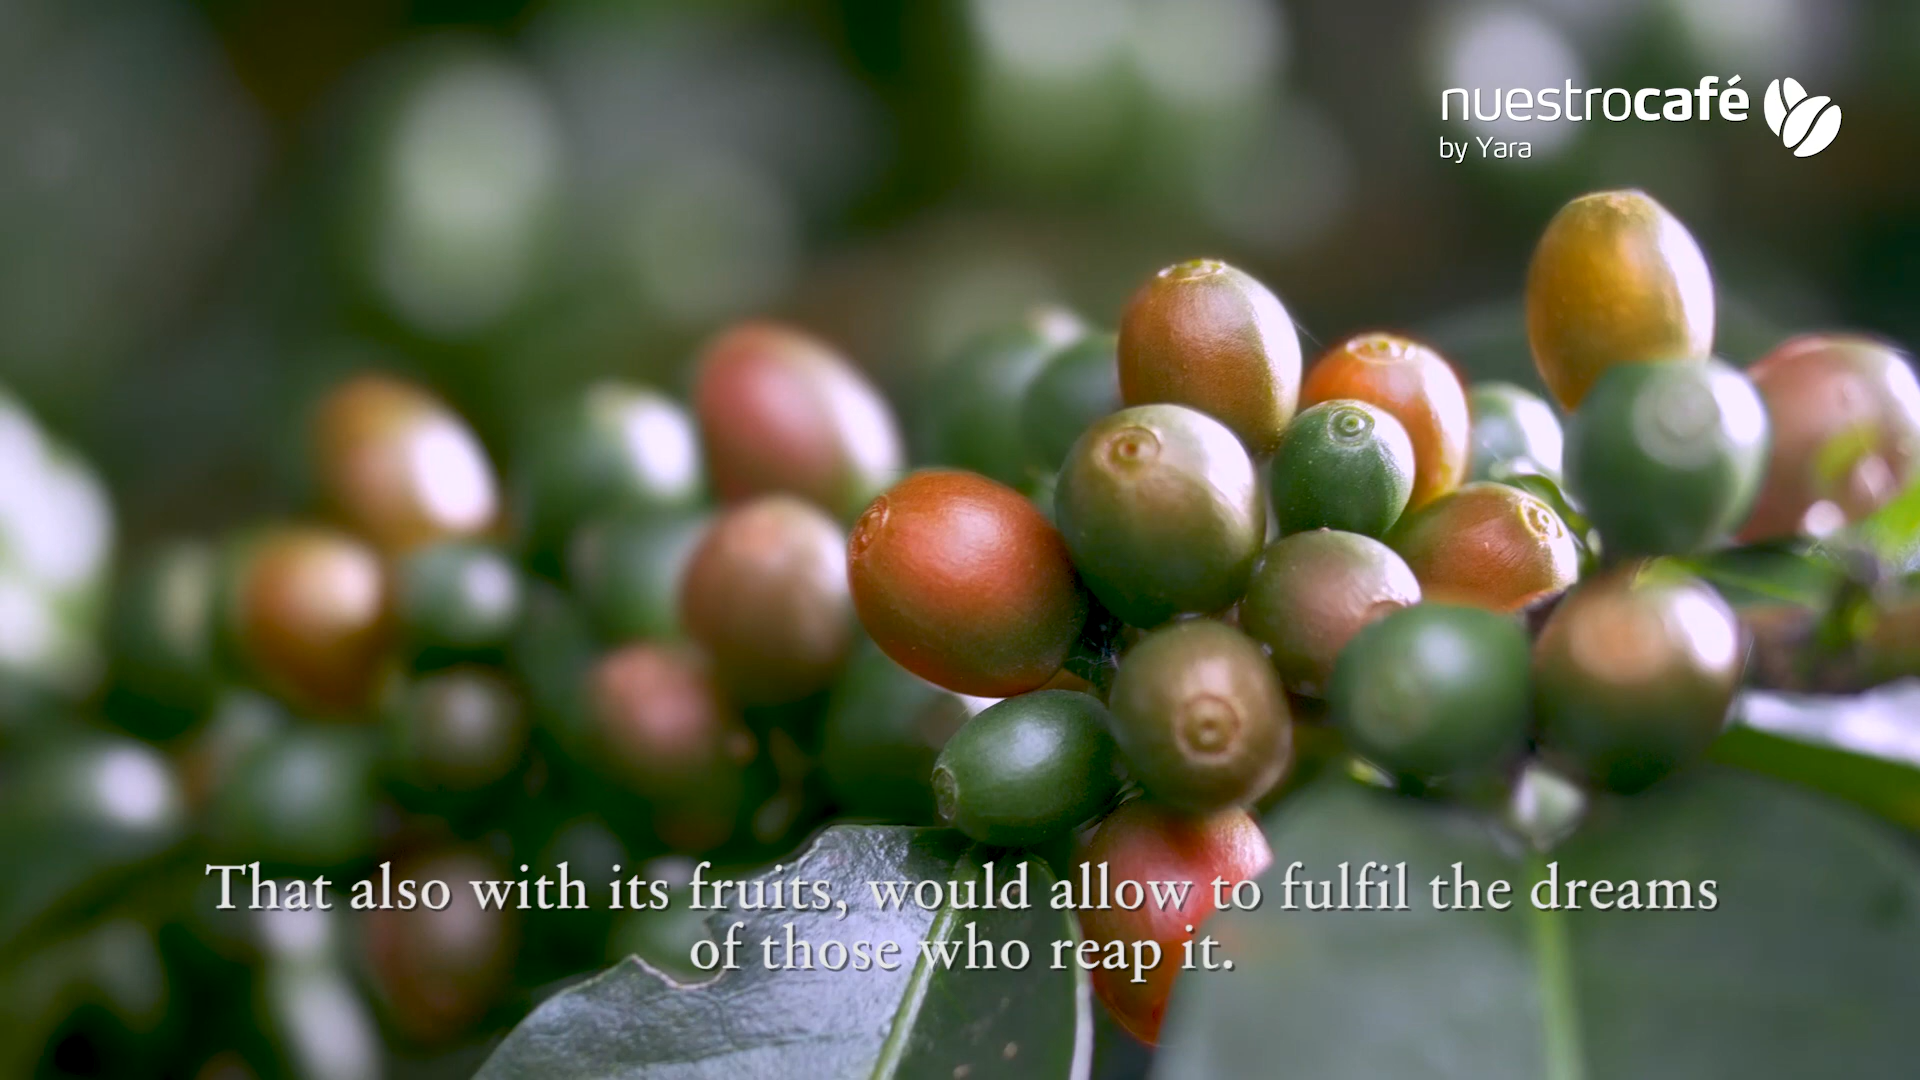 nuestrocafé
by Yara
That also with its fruits, would allow to fulfil the dreams
of those who reap it.